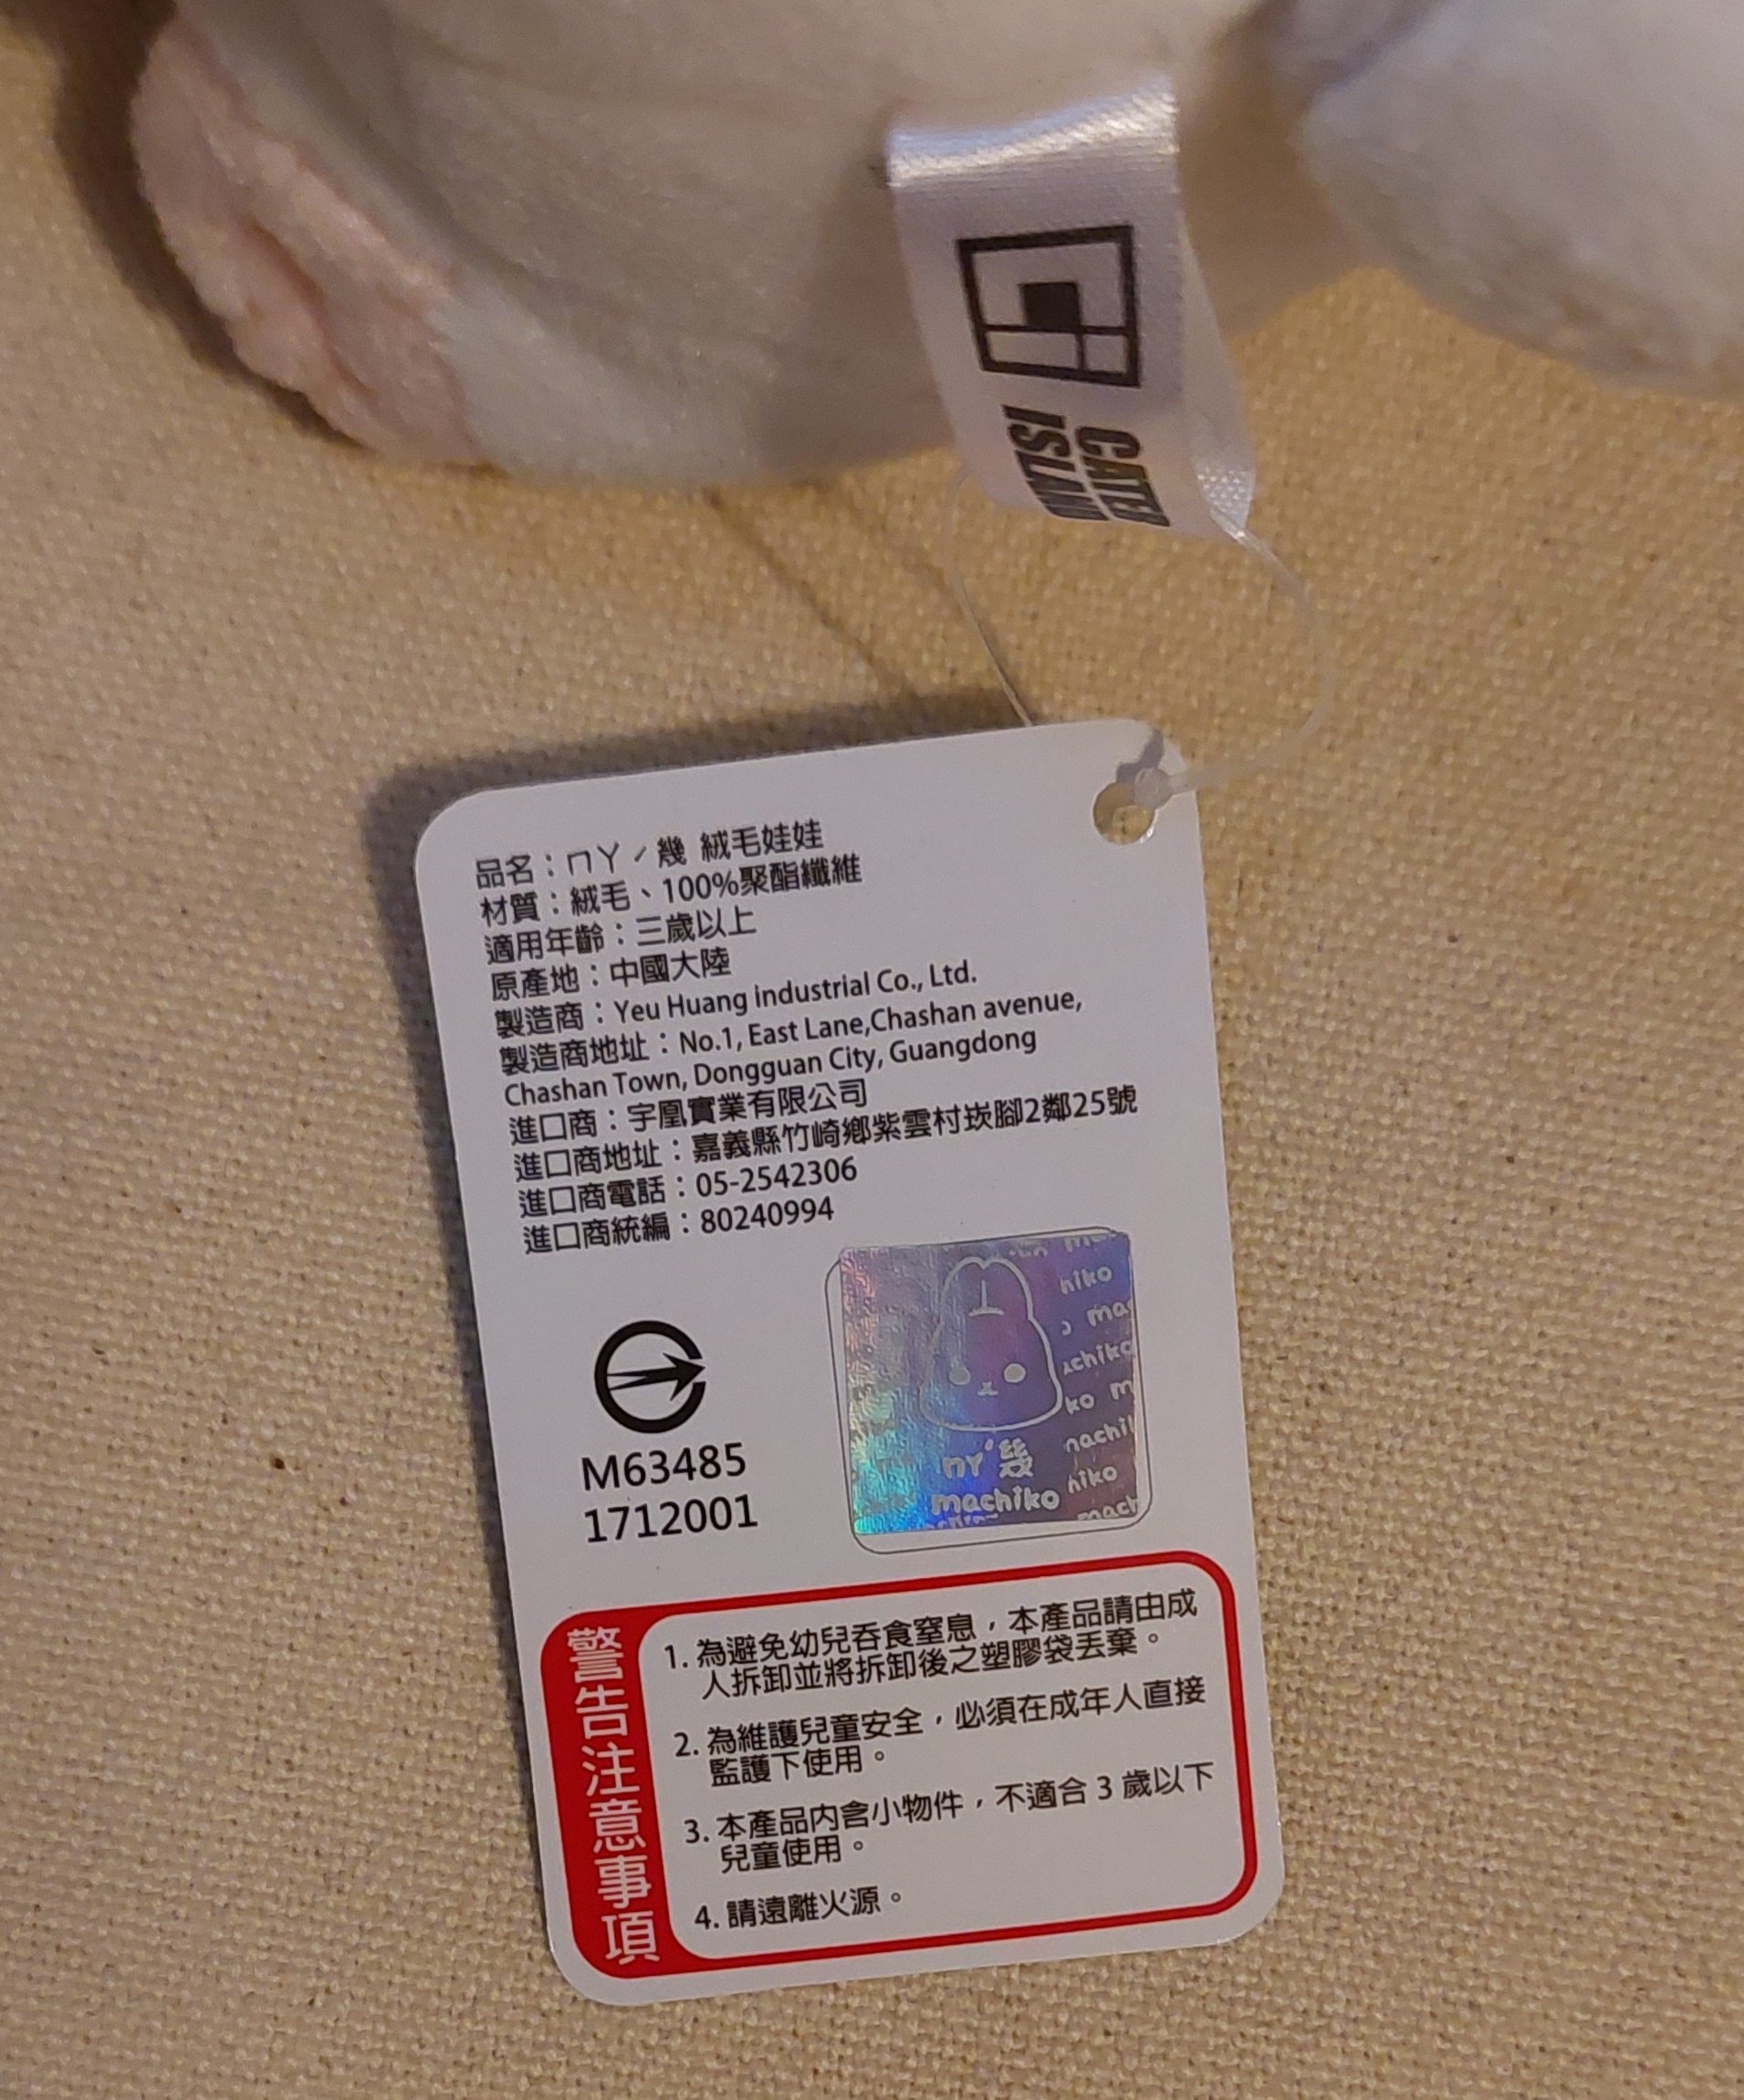 CATER
ISLAND
品名：ㄇㄚˊ幾 絨毛娃娃
材質：絨毛、100%聚酯纖維
適用年齡：三歲以上
原產地：中國大陸
製造商：Yeu Huang industrial Co., Ltd.
製造商地址：No.1, East Lane,Chashan avenue,
Chashan Town, Dongguan City, Guangdong
進口商：宇凰實業有限公司
進口商地址：嘉義縣竹崎鄉紫雲村崁腳2鄰25號
進口商電話：05-2542306
進口商統編：80240994
M63485
1712001
ㄇㄚˊ幾
machiko
警告注意事項
1. 為避免幼兒吞食窒息，本產品請由成
人拆卸並將拆卸後之塑膠袋丟棄。
2. 為維護兒童安全，必須在成年人直接
監護下使用。
3. 本產品內含小物件，不適合 3 歲以下
兒童使用。
4. 請遠離火源。